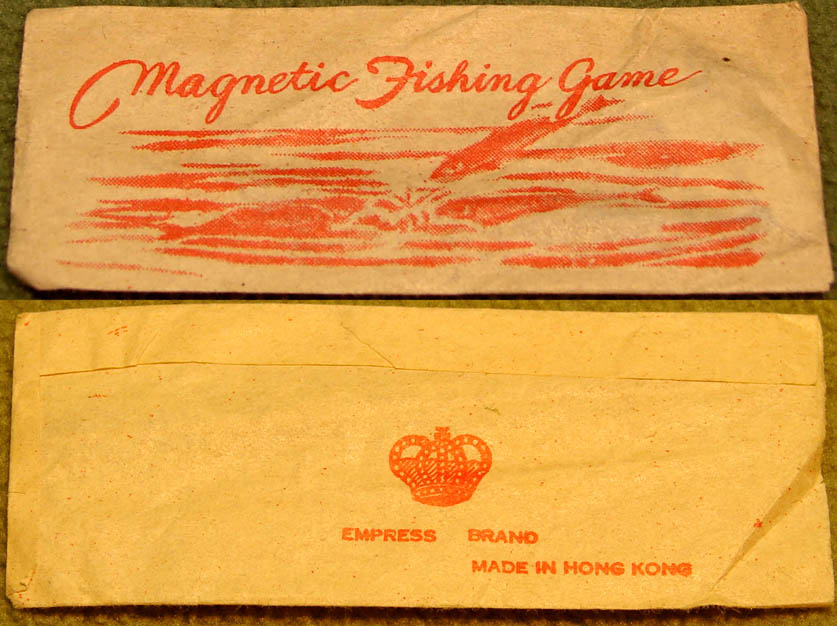 Magnetic Fishing Game
EMPRESS BRAND
MADE IN HONG KONG